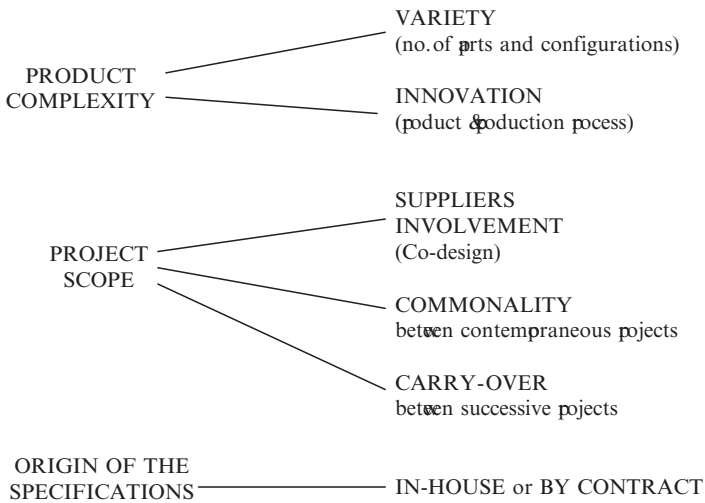 PRODUCT
COMPLEXITY
VARIETY
(no. of parts and configurations)
INNOVATION
(product & production process)
PROJECT
SCOPE
SUPPLIERS
INVOLVEMENT
(Co-design)
COMMONALITY
between contemporaneous projects
CARRY-OVER
between successive projects
ORIGIN OF THE
SPECIFICATIONS
IN-HOUSE or BY CONTRACT